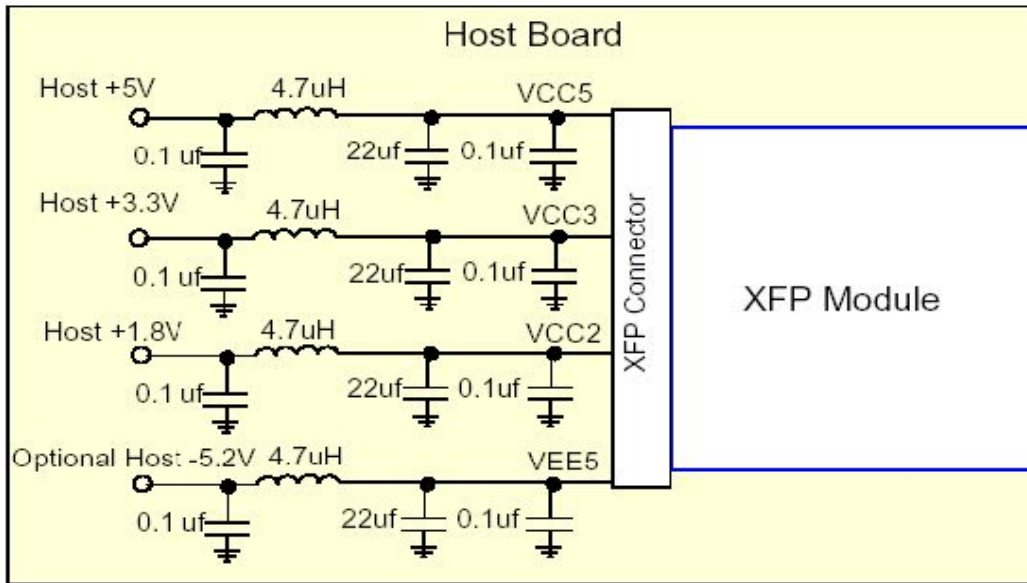 Host Board
Host +5V
4.7uH
VCC5
0.1 uf
22uf
0.1uf
Host +3.3V
4.7uH
VCC3
0.1 uf
22uf
0.1uf
Host +1.8V
4.7uH
VCC2
0.1 uf
22uf
0.1uf
Optional Host -5.2V
4.7uH
VEE5
0.1 uf
22uf
0.1uf
XFP Connector
XFP Module